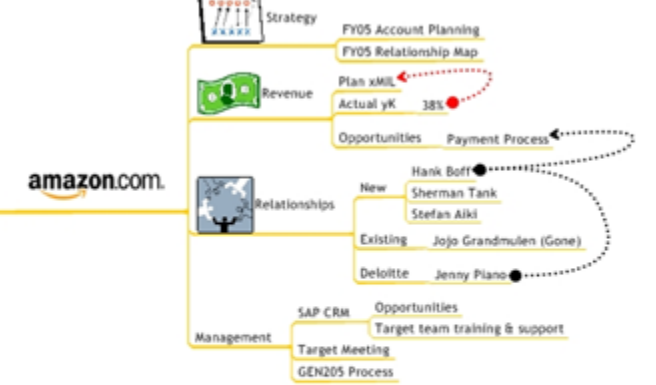 Strategy
FY05 Account Planning
FY05 Relationship Map
Revenue
Plan xMIL
Actual yK 38%
Opportunities Payment Process
amazon.com.
Relationships
New
Hank Boff
Sherman Tank
Stefan Aiki
Existing Jojo Grandmulen (Gone)
Deloitte Jenny Piano
Management
SAP CRM
Opportunities
Target team training & support
Target Meeting
GEN205 Process